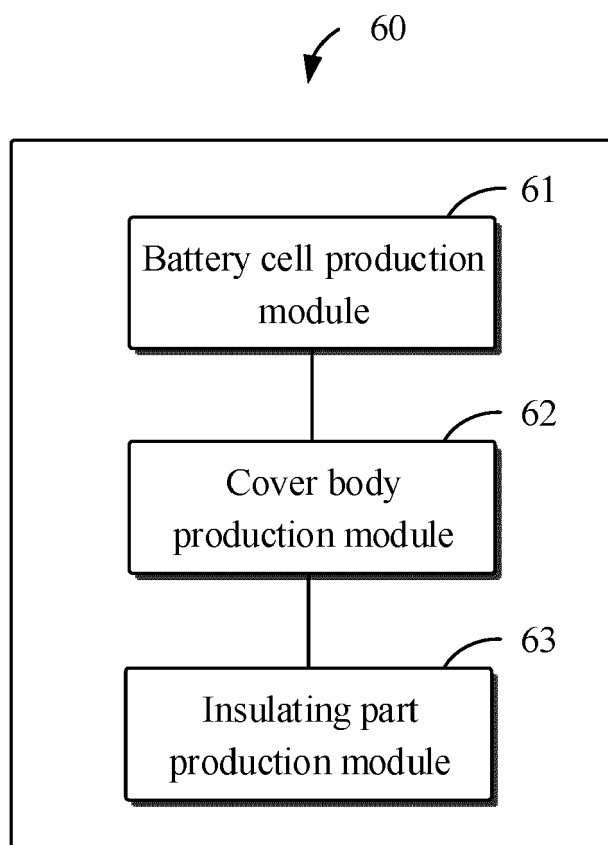 60
61
Battery cell production
module
62
Cover body
production module
63
Insulating part
production module